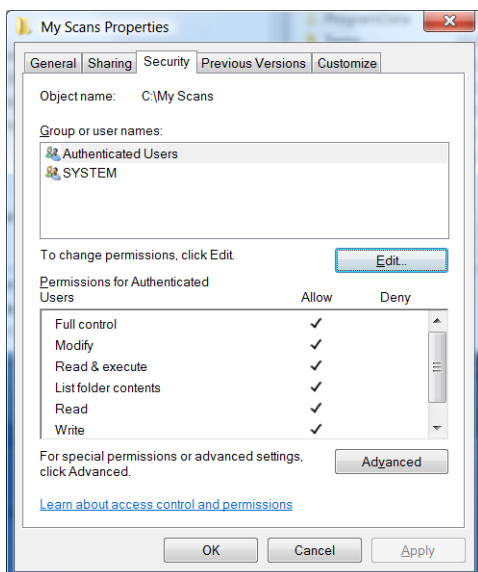 My Scans Properties
General Sharing Security Previous Versions Customize
Object name: C:\My Scans
Group or user names:
Authenticated Users
SYSTEM
To change permissions, click Edit.
Edit...
Permissions for Authenticated
Users Allow Deny
Full control
Modify
Read & execute
List folder contents
Read
Write
For special permissions or advanced settings,
click Advanced.
Advanced
Learn about access control and permissions
OK Cancel Apply